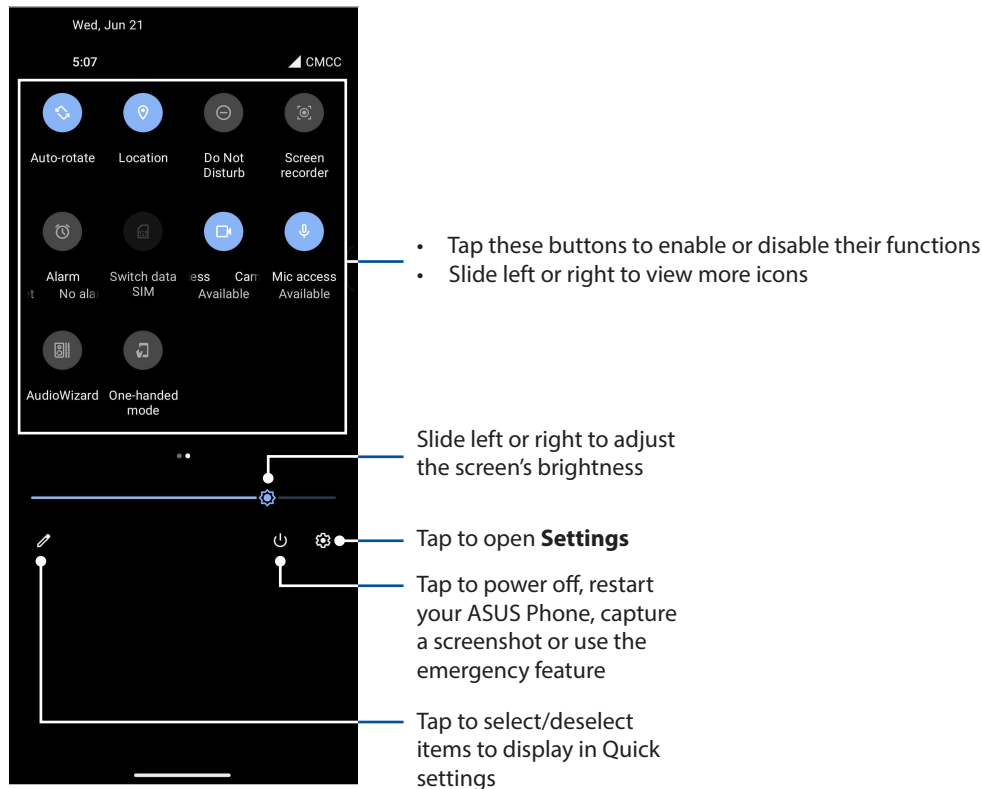 Wed, Jun 21
5:07 CMCC
Auto-rotate Location Do Not Disturb Screen recorder
Alarm Switch data SIM ess Cam Mic access
et No ala Available Available
AudioWizard One-handed mode
• Tap these buttons to enable or disable their functions
• Slide left or right to view more icons
Slide left or right to adjust
the screen's brightness
Tap to open Settings
Tap to power off, restart
your ASUS Phone, capture
a screenshot or use the
emergency feature
Tap to select/deselect
items to display in Quick
settings